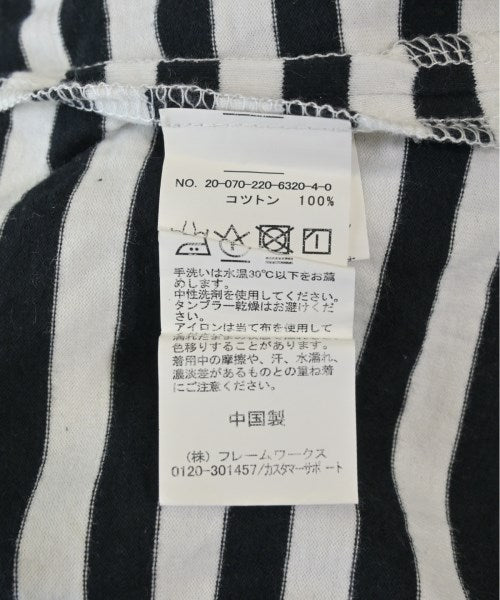 NO. 20-070-220-6320-4-0
コツトン 100%
手洗いは水温30℃以下をお薦
めします。
中性洗剤を使用してください。
タンブラー乾燥はお避けくださ
い。
アイロンは当て布を使用して
色移りすることがあります。
着用中の摩擦や、汗、水濡れ、
濃淡差があるものとの重ね着
にご注意ください。
中国製
(株) フレームワークス
0120-301457/カスタマーサポート